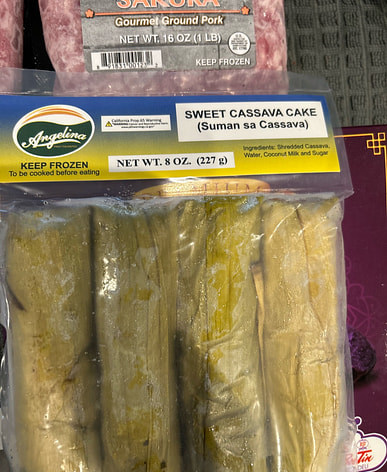 SAKURA
Gourmet Ground Pork
NET WT. 16 OZ (1 LB)
KEEP FROZEN
Angelina
California Prop.65 Warning
WARNING
SWEET CASSAVA CAKE
(Suman sa Cassava)
Ingredients: Shredded Cassava,
Water, Coconut Milk and Sugar
KEEP FROZEN
To be cooked before eating
NET WT. 8 OZ. (227 g)
Tin